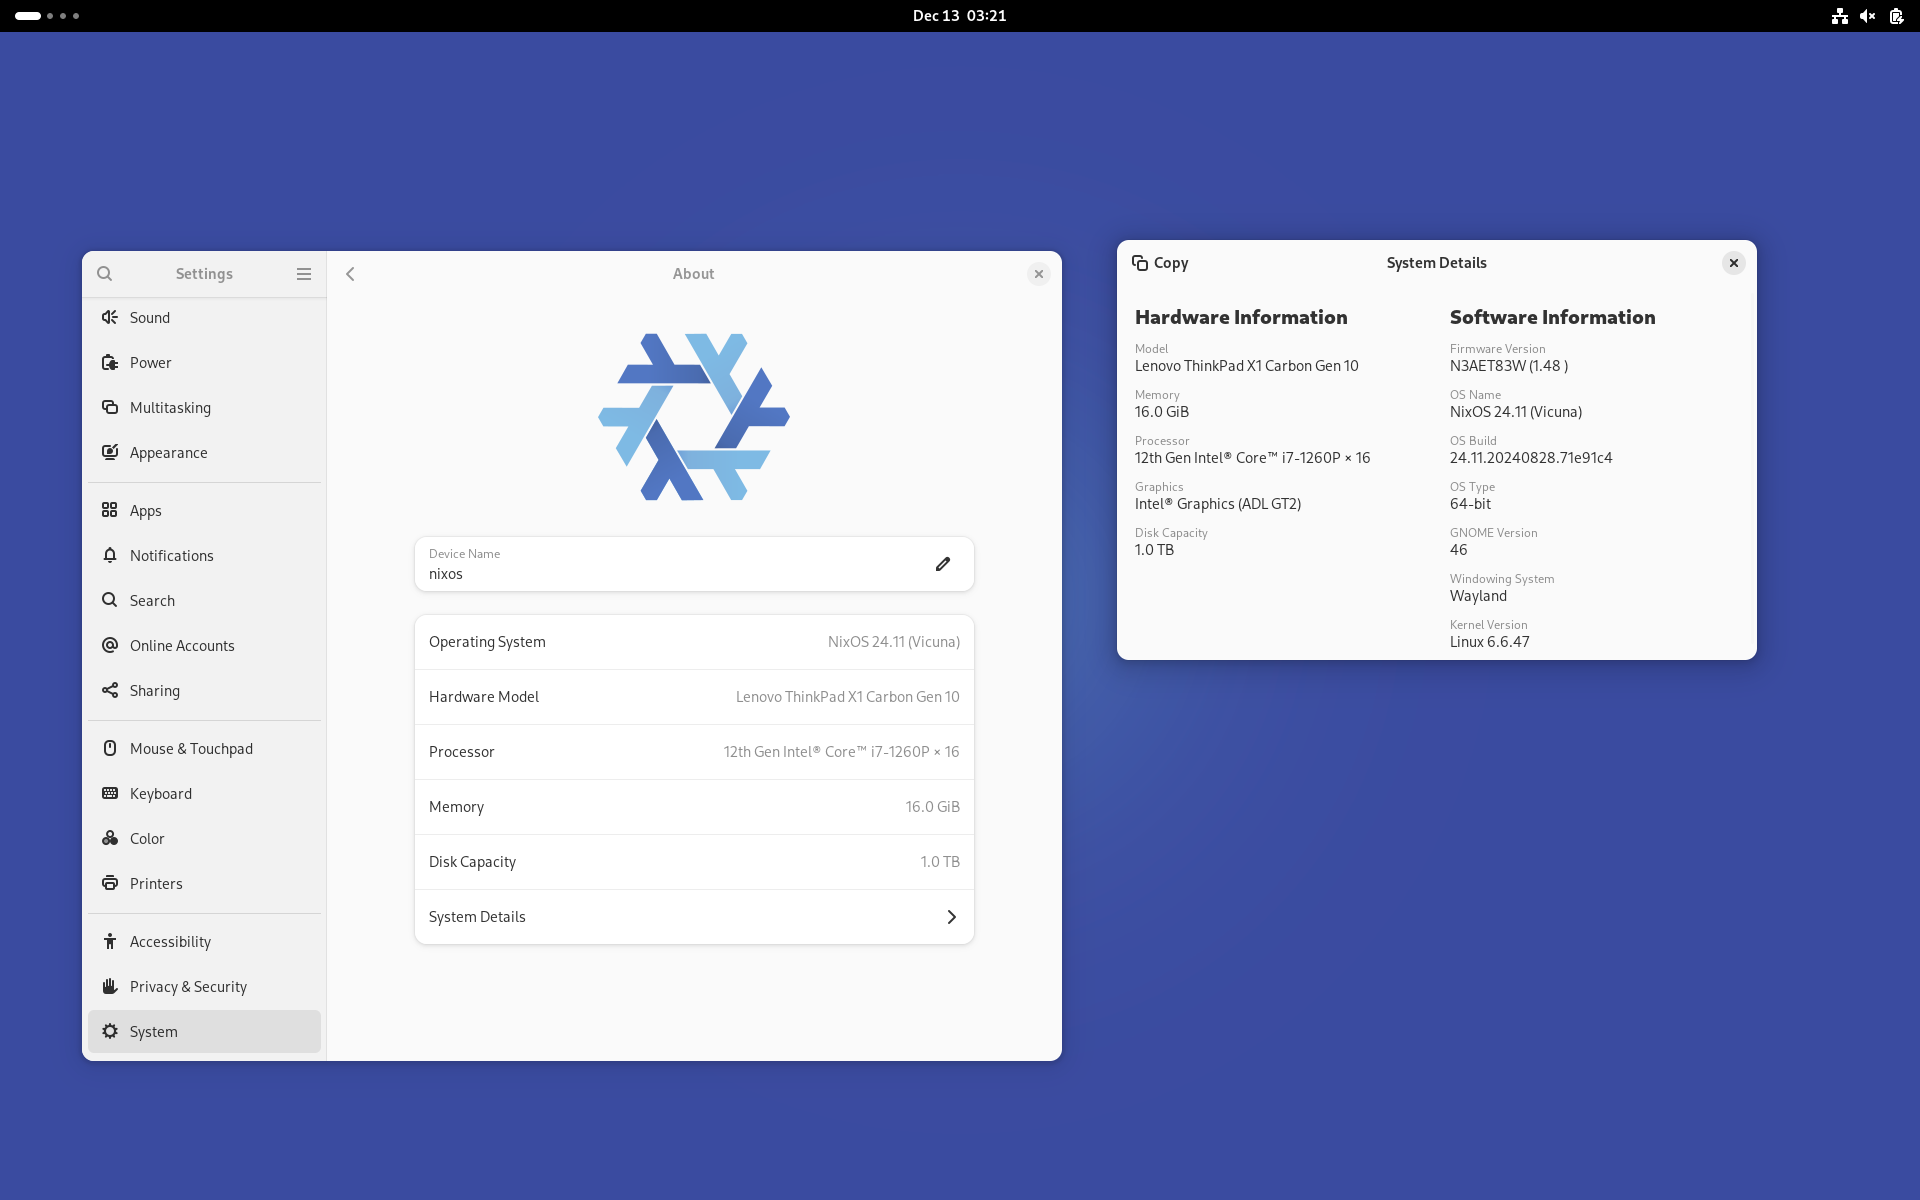 Dec 13 03:21
Settings
About
Sound
Power
Multitasking
Appearance
Apps
Notifications
Search
Online Accounts
Sharing
Mouse & Touchpad
Keyboard
Color
Printers
Accessibility
Privacy & Security
System
Device Name
nixos
Operating System NixOS 24.11 (Vicuna)
Hardware Model Lenovo ThinkPad X1 Carbon Gen 10
Processor 12th Gen Intel® Core™ i7-1260P × 16
Memory 16.0 GiB
Disk Capacity 1.0 TB
System Details
Copy
System Details
Hardware Information
Model
Lenovo ThinkPad X1 Carbon Gen 10
Memory
16.0 GiB
Processor
12th Gen Intel® Core™ i7-1260P × 16
Graphics
Intel® Graphics (ADL GT2)
Disk Capacity
1.0 TB
Software Information
Firmware Version
N3AET83W (1.48 )
OS Name
NixOS 24.11 (Vicuna)
OS Build
24.11.20240828.71e91c4
OS Type
64-bit
GNOME Version
46
Windowing System
Wayland
Kernel Version
Linux 6.6.47